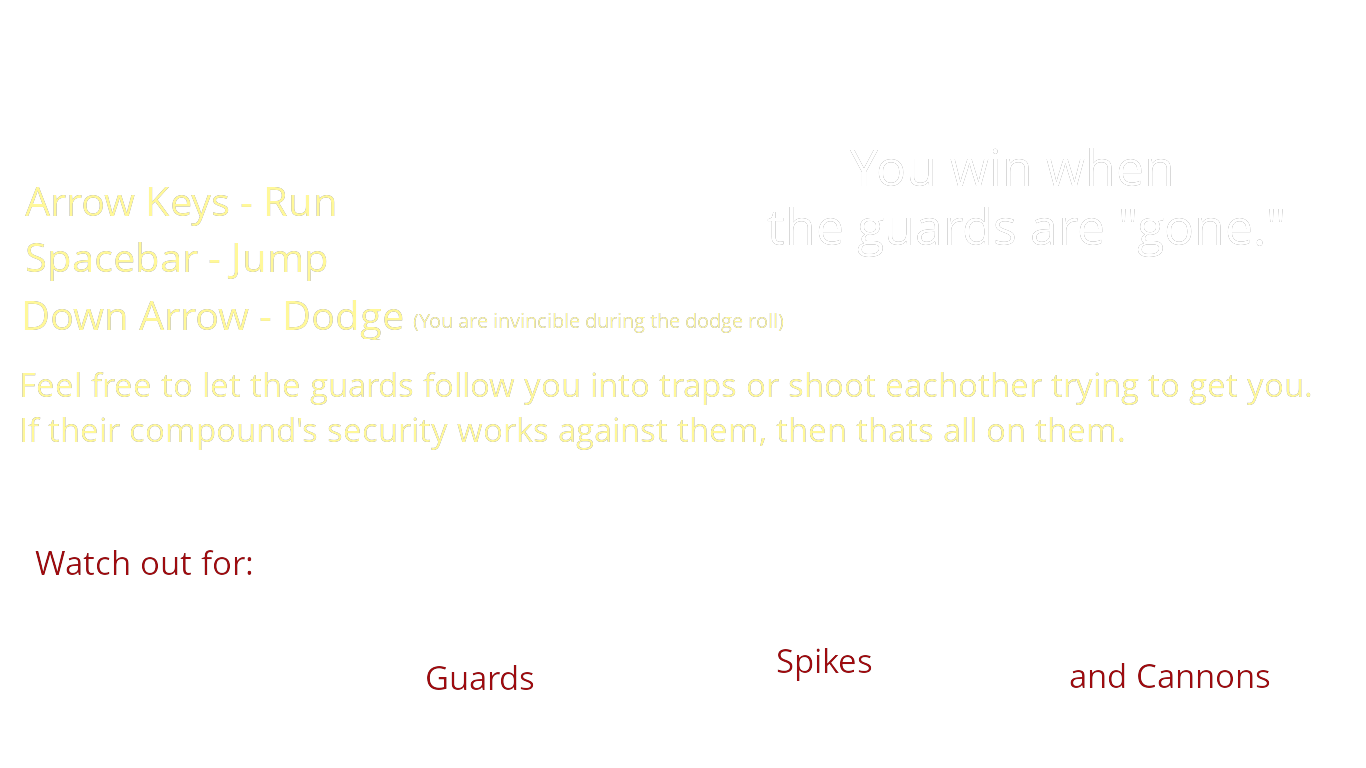 You win when
the guards are "gone."
Arrow Keys - Run
Spacebar - Jump
Down Arrow - Dodge (You are invincible during the dodge roll)
Feel free to let the guards follow you into traps or shoot eachother trying to get you.
If their compound's security works against them, then thats all on them.
Watch out for:
Guards
Spikes
and Cannons